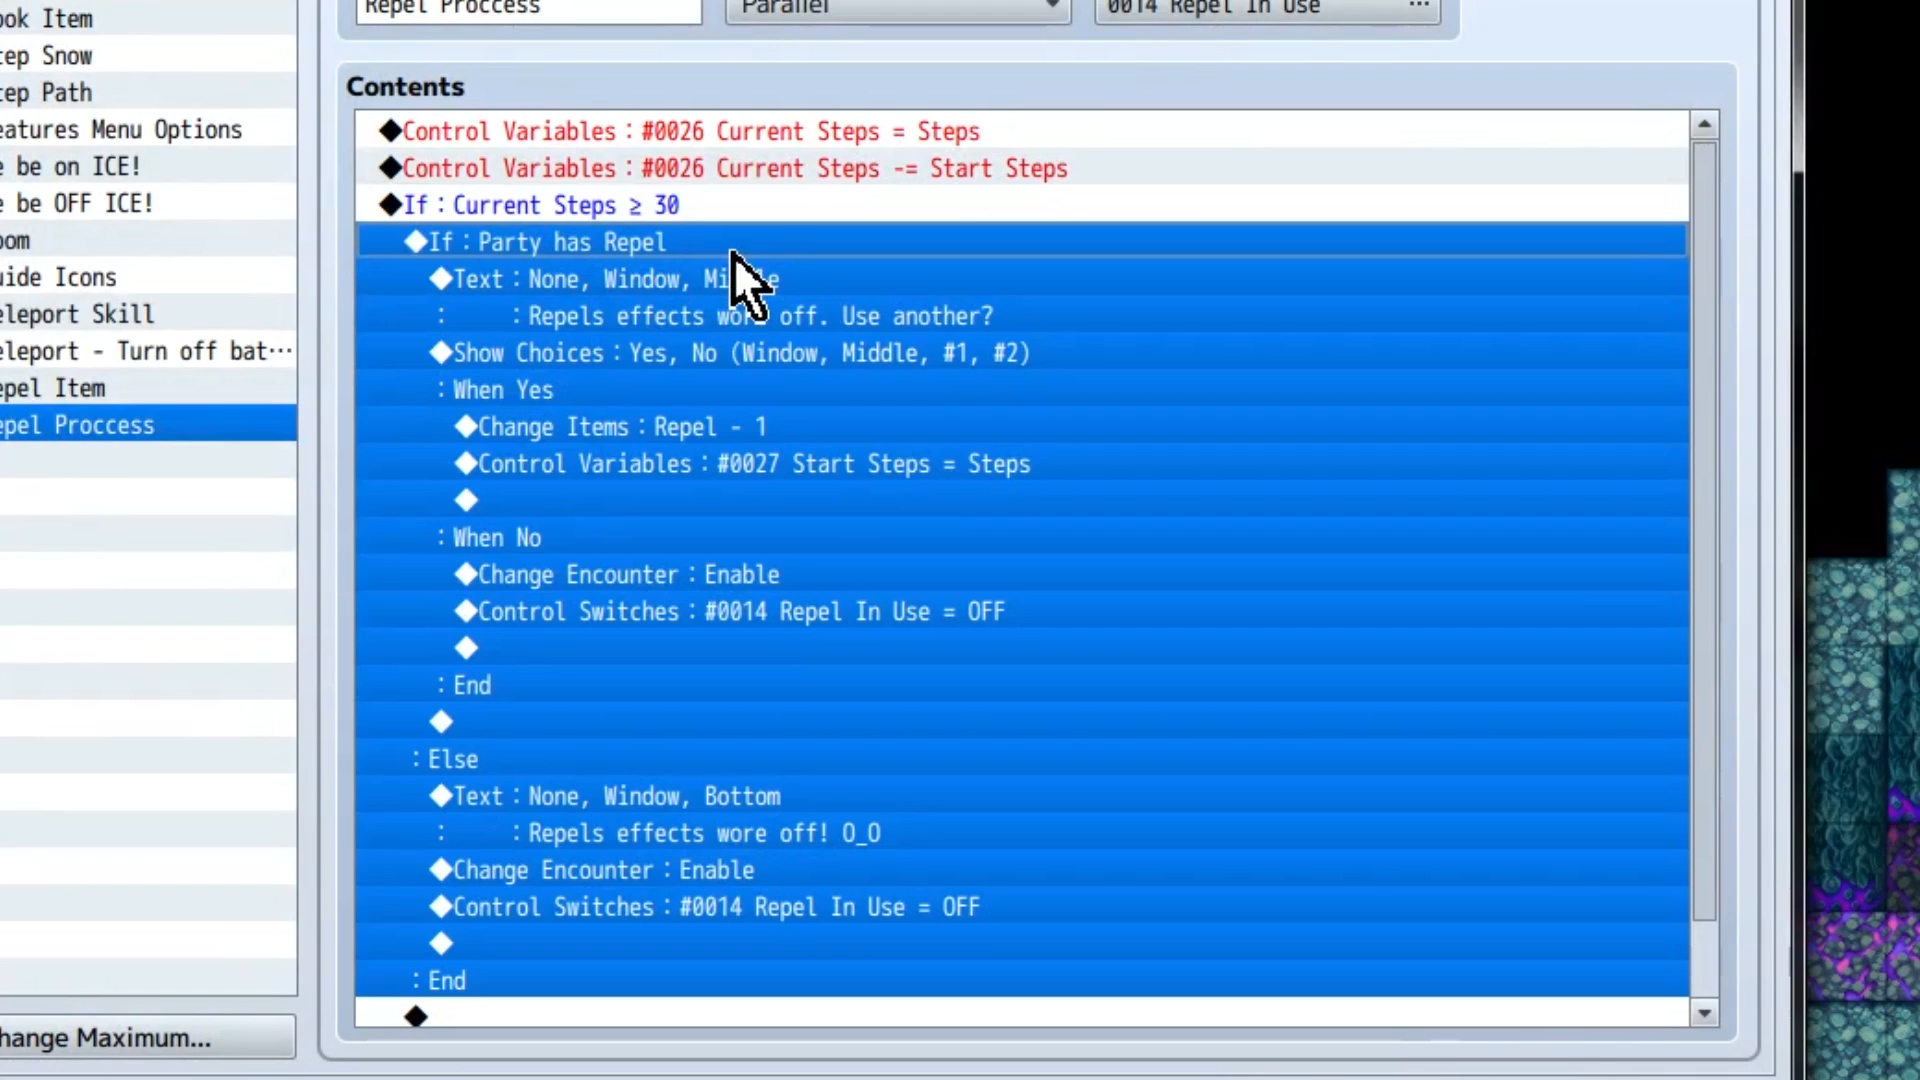 Repel Proccess
Parallel
0014 Repel In Use ...
ook Item
tep Snow
tep Path
eatures Menu Options
e be on ICE!
e be OFF ICE!
oom
uide Icons
eleport Skill
eleport - Turn off bat…
epel Item
epel Proccess
hange Maximum...
Contents
◆Control Variables：#0026 Current Steps = Steps
◆Control Variables：#0026 Current Steps -= Start Steps
◆If：Current Steps ≥ 30
◆If：Party has Repel
◆Text：None, Window, Mi e
：　：Repels effects wore off. Use another?
◆Show Choices：Yes, No (Window, Middle, #1, #2)
：When Yes
◆Change Items：Repel - 1
◆Control Variables：#0027 Start Steps = Steps
◆
：When No
◆Change Encounter：Enable
◆Control Switches：#0014 Repel In Use = OFF
◆
：End
◆
：Else
◆Text：None, Window, Bottom
：　：Repels effects wore off! O_O
◆Change Encounter：Enable
◆Control Switches：#0014 Repel In Use = OFF
◆
：End
◆